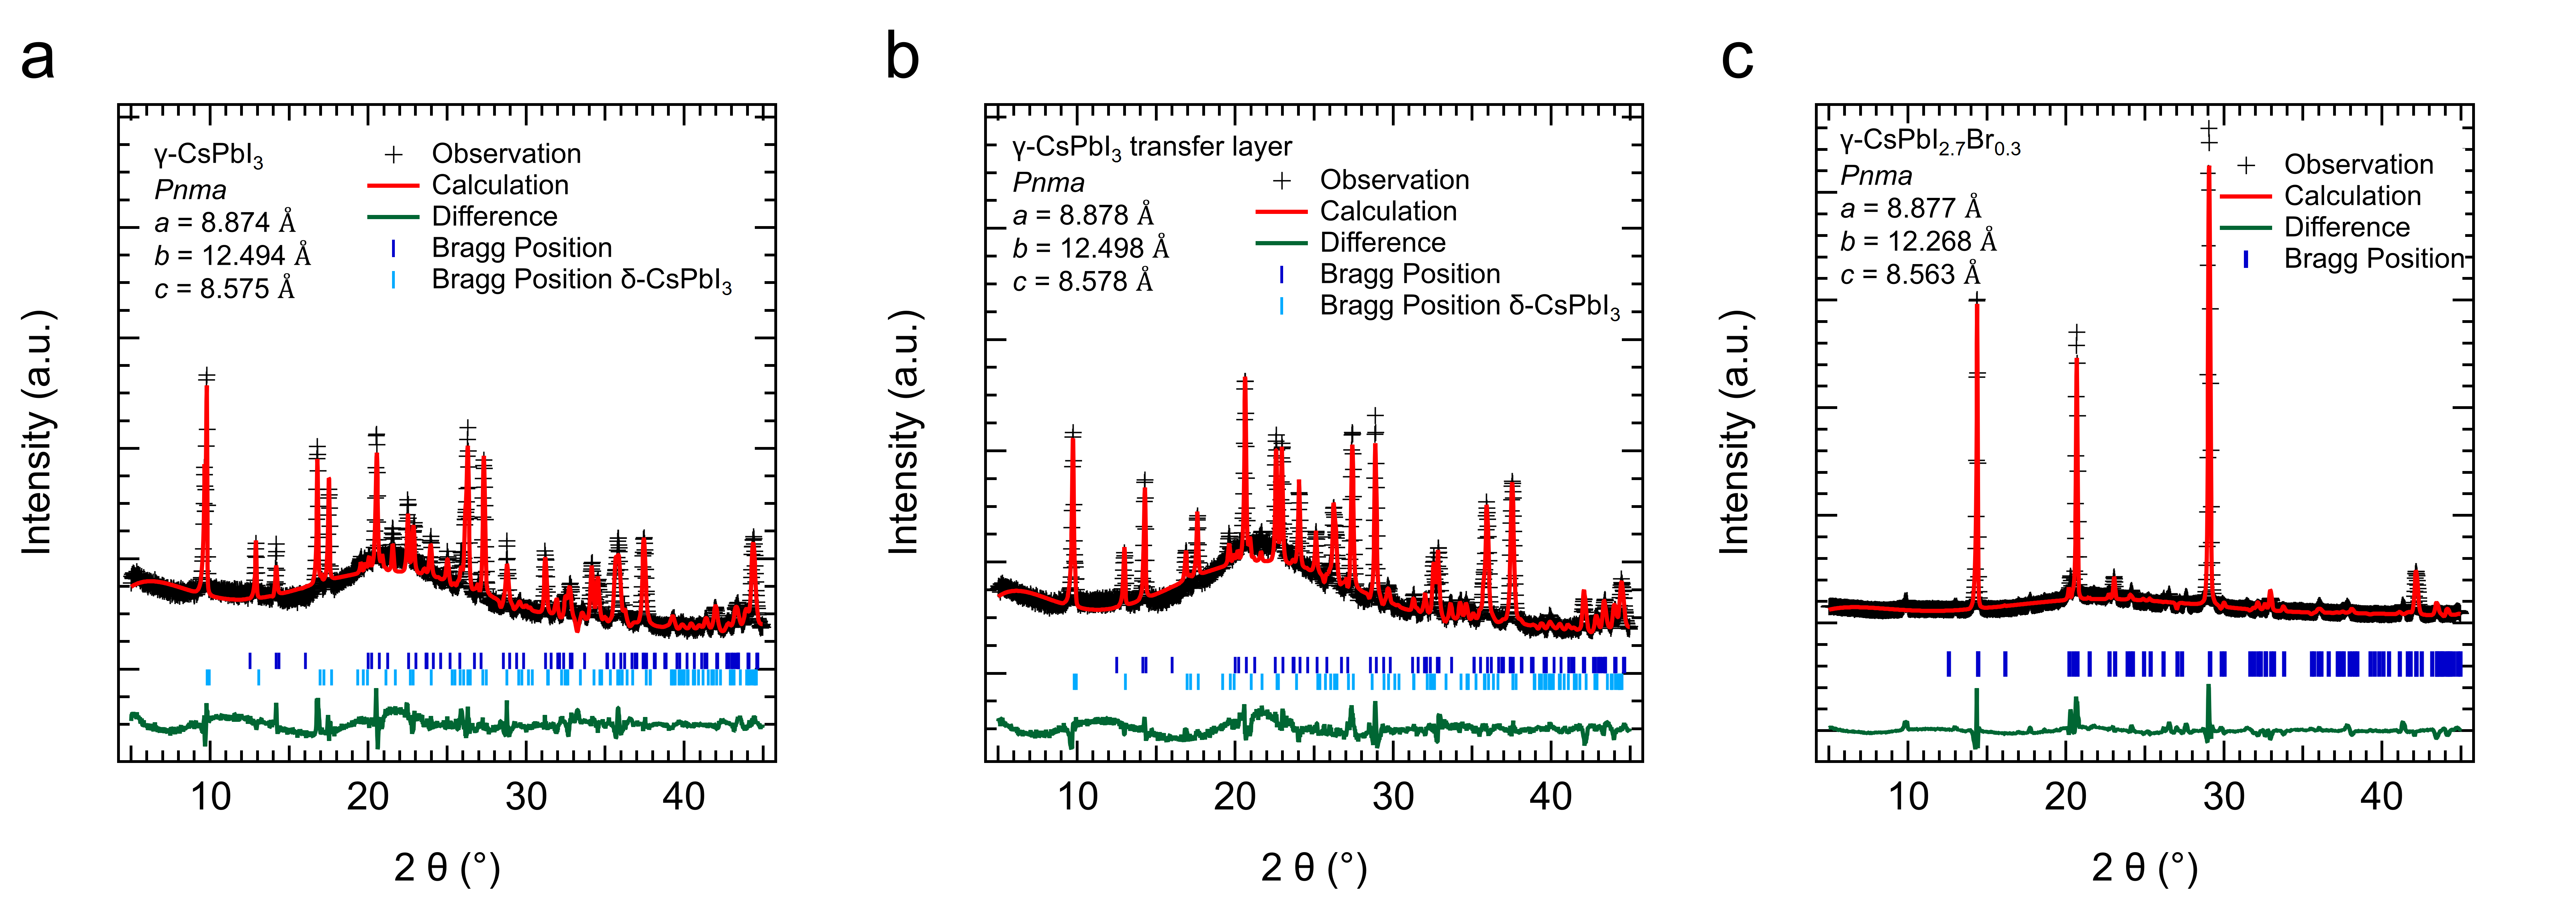 a
γ-CsPbI3
Pnma
a = 8.874 Å
b = 12.494 Å
c = 8.575 Å
Observation
Calculation
Difference
Bragg Position
Bragg Position δ-CsPbI3
Intensity (a.u.)
10 20 30 40
2 θ (°)
b
γ-CsPbI3 transfer layer
Pnma
a = 8.878 Å
b = 12.498 Å
c = 8.578 Å
Observation
Calculation
Difference
Bragg Position
Bragg Position δ-CsPbI3
Intensity (a.u.)
10 20 30 40
2 θ (°)
c
γ-CsPbI2.7Br0.3
Pnma
a = 8.877 Å
b = 12.268 Å
c = 8.563 Å
Observation
Calculation
Difference
Bragg Position
Intensity (a.u.)
10 20 30 40
2 θ (°)